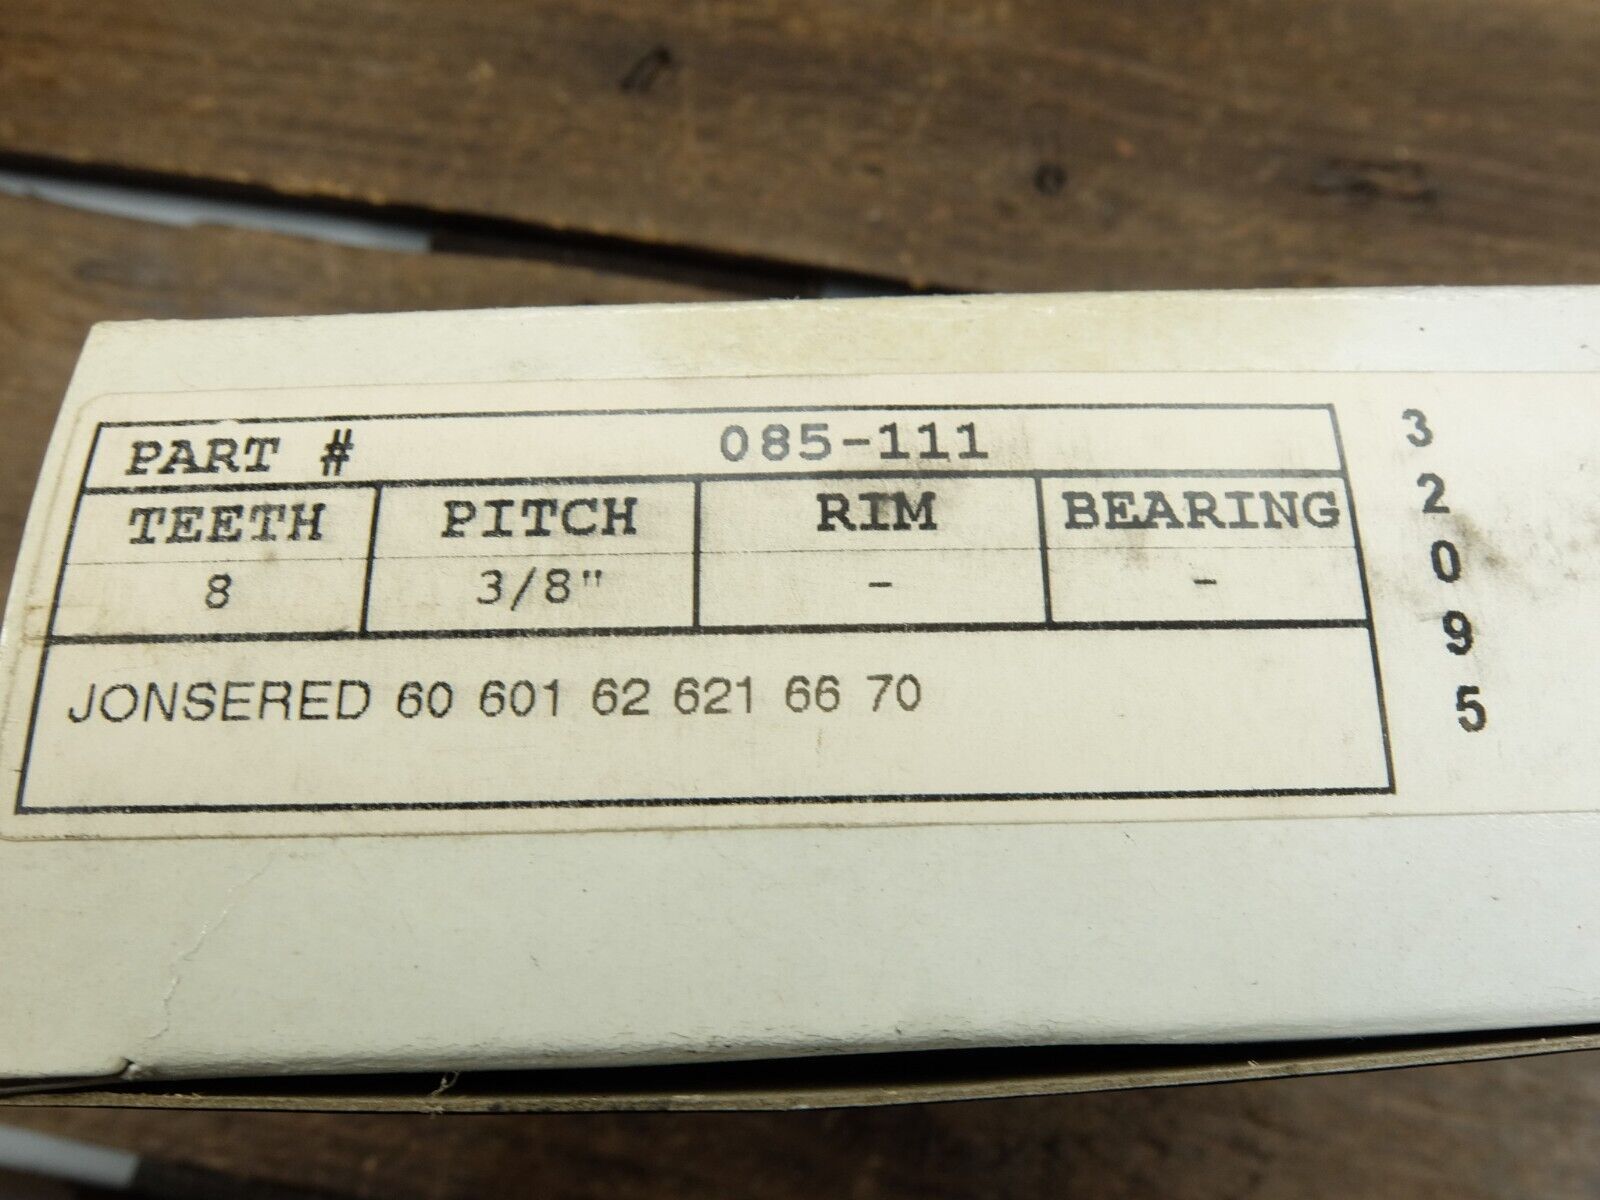 PART # 085-111
TEETH PITCH RIM BEARING
8 3/8" - -
JONSERED 60 601 62 621 66 70
3
2
0
9
5